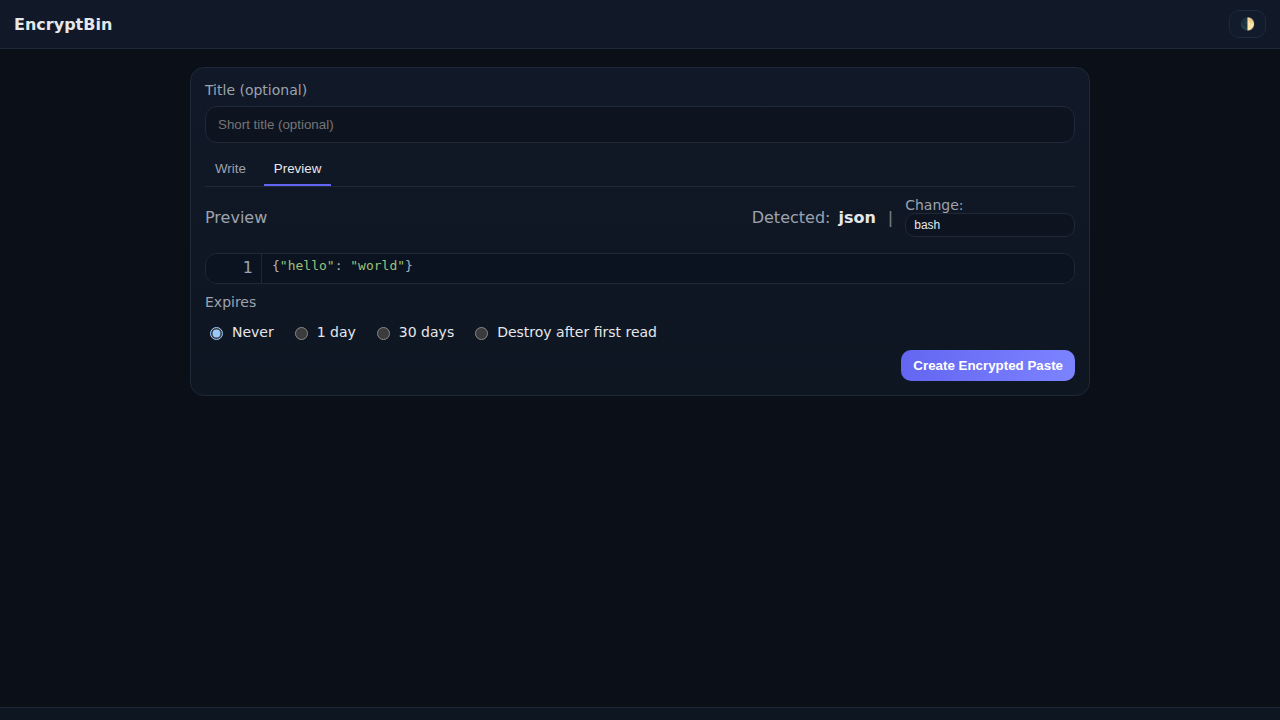 EncryptBin
Title (optional)
Short title (optional)
Write Preview
Preview Detected: json | Change:
bash
1 {"hello": "world"}
Expires
Never 1 day 30 days Destroy after first read
Create Encrypted Paste